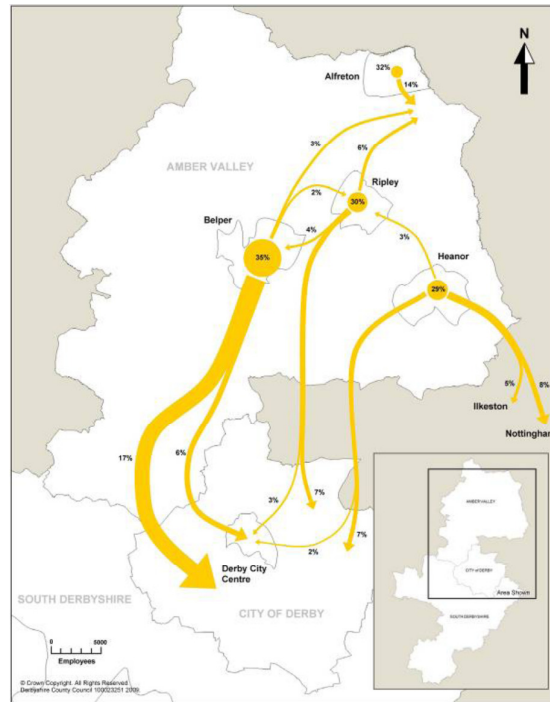 N
32%
Alfreton
14%
3%
6%
AMBER VALLEY
Ripley
2%
30%
Belper
4%
3%
35%
Heanor
29%
5%
8%
Ilkeston
Nottingham
17%
6%
3%
7%
7%
2%
Derby City
Centre
SOUTH DERBYSHIRE
CITY OF DERBY
0 5000
Employees
© Crown Copyright. All Rights Reserved
Derbyshire County Council 100023251 2009
AMBER VALLEY
CITY OF DERBY
Area Shown
SOUTH DERBYSHIRE